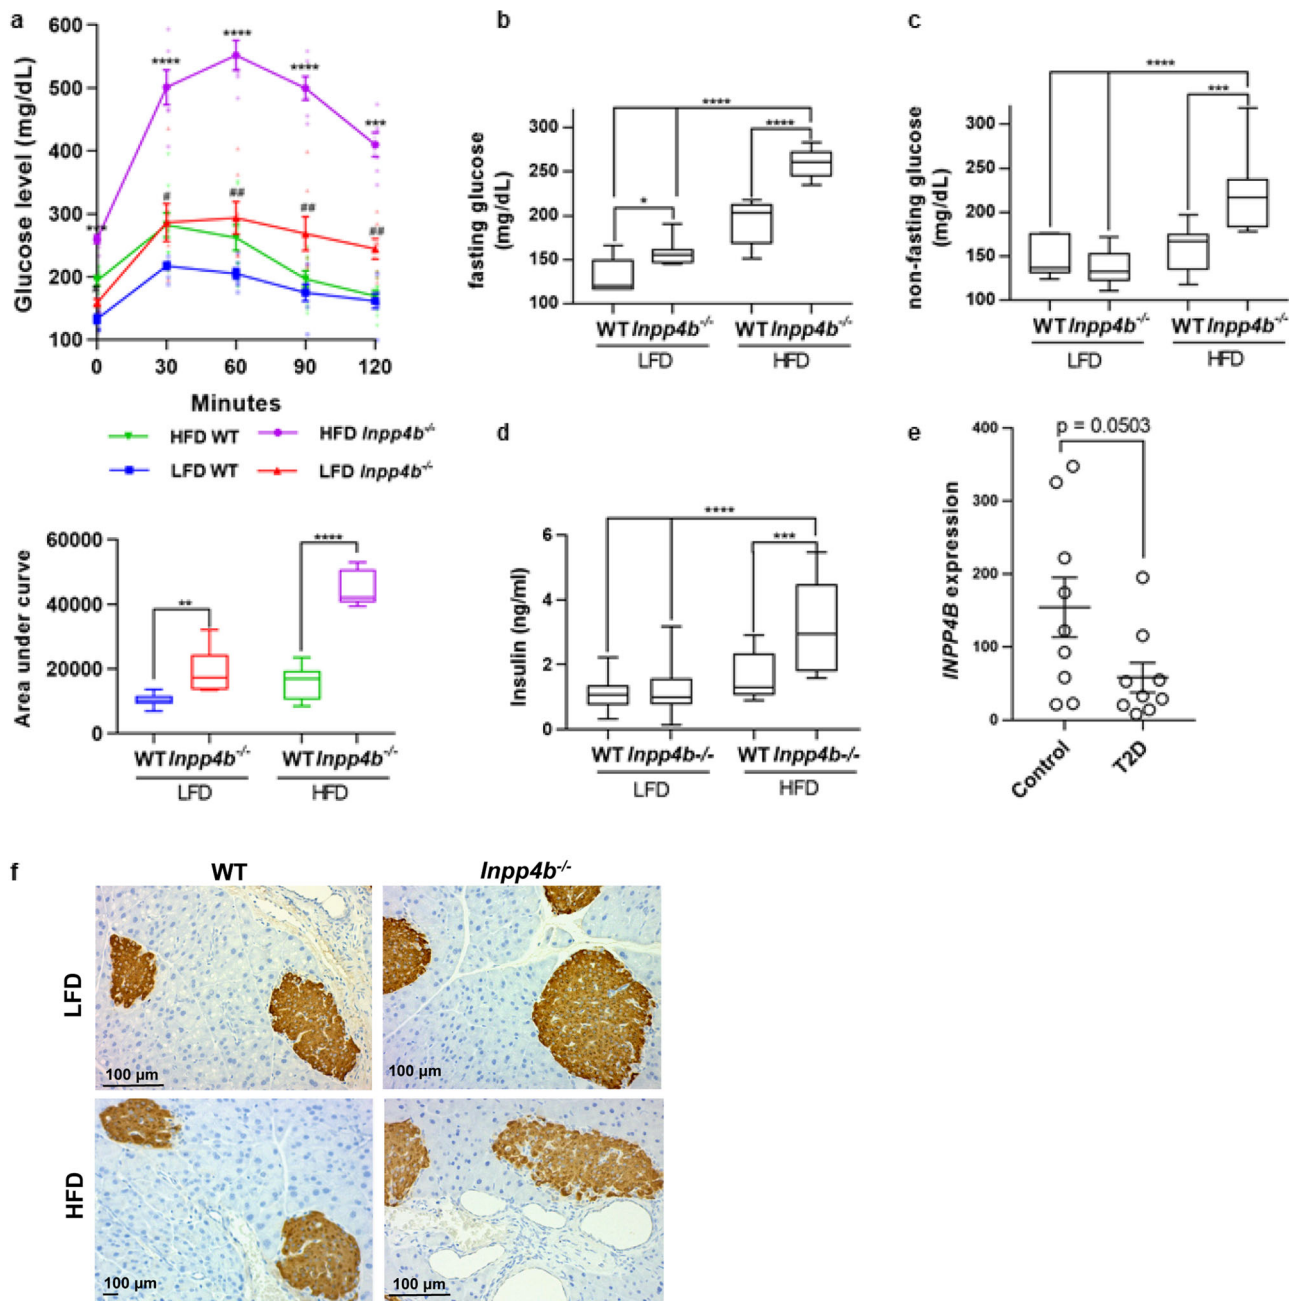 a
600
500
400
300
200
100
Glucose level (mg/dL)
****
****
****
***
***
#
##
##
##
0 30 60 90 120
Minutes
HFD WT
HFD Inpp4b-/-
LFD WT
LFD Inpp4b-/-
60000
40000
20000
0
Area under curve
**
****
WT Inpp4b-/- WT Inpp4b-/-
LFD HFD
b
300
250
200
150
100
fasting glucose
(mg/dL)
****
****
*
WT Inpp4b-/- WT Inpp4b-/-
LFD HFD
c
300
250
200
150
100
non-fasting glucose
(mg/dL)
****
***
WT Inpp4b-/- WT Inpp4b-/-
LFD HFD
d
6
4
2
0
Insulin (ng/ml)
****
***
WT Inpp4b-/- WT Inpp4b-/-
LFD HFD
e
400
300
200
100
0
INPP4B expression
p = 0.0503
Control T2D
f
WT Inpp4b-/-
LFD
100 µm
100 µm
HFD
100 µm
100 µm